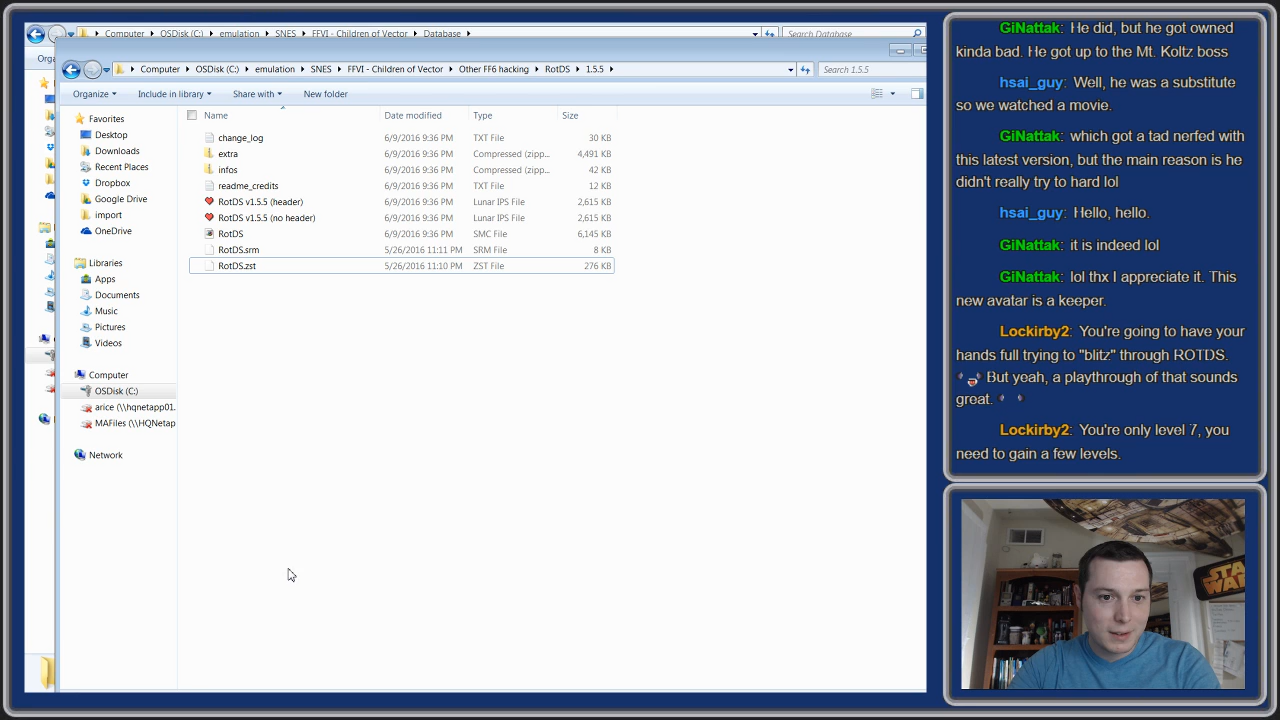 Computer ▸ OSDisk (C:) ▸ emulation ▸ SNES ▸ FFVI - Children of Vector ▸ Database ▸
Search Database
Orga
Computer ▸ OSDisk (C:) ▸ emulation ▸ SNES ▸ FFVI - Children of Vector ▸ Other FF6 hacking ▸ RotDS ▸ 1.5.5 ▸
Search 1.5.5
Organize Include in library Share with New folder
Name Date modified Type Size
change_log 6/9/2016 9:36 PM TXT File 30 KB
extra 6/9/2016 9:36 PM Compressed (zipp... 4,491 KB
infos 6/9/2016 9:36 PM Compressed (zipp... 42 KB
readme_credits 6/9/2016 9:36 PM TXT File 12 KB
RotDS v1.5.5 (header) 6/9/2016 9:36 PM Lunar IPS File 2,615 KB
RotDS v1.5.5 (no header) 6/9/2016 9:36 PM Lunar IPS File 2,615 KB
RotDS 6/9/2016 9:36 PM SMC File 6,145 KB
RotDS.srm 5/26/2016 11:11 PM SRM File 8 KB
RotDS.zst 5/26/2016 11:10 PM ZST File 276 KB
Favorites
Desktop
Downloads
Recent Places
Dropbox
Google Drive
import
OneDrive
Libraries
Apps
Documents
Music
Pictures
Videos
Computer
OSDisk (C:)
arice (\\hqnetapp01.
MAFiles (\\HQNetap
Network
GiNattak: He did, but he got owned
kinda bad. He got up to the Mt. Koltz boss
hsai_guy: Well, he was a substitute
so we watched a movie.
GiNattak: which got a tad nerfed with
this latest version, but the main reason is he
didn't really try to hard lol
hsai_guy: Hello, hello.
GiNattak: it is indeed lol
GiNattak: lol thx I appreciate it. This
new avatar is a keeper.
Lockirby2: You're going to have your
hands full trying to "blitz" through ROTDS.
But yeah, a playthrough of that sounds
great.
Lockirby2: You're only level 7, you
need to gain a few levels.
STAR
WARS